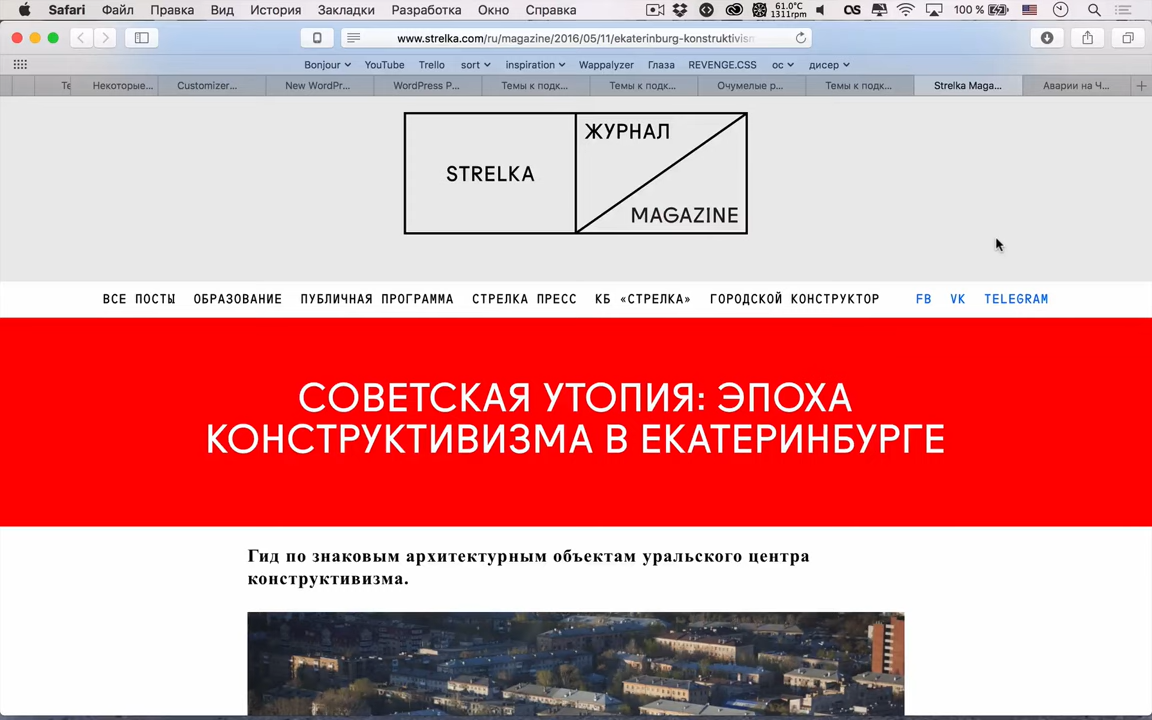 Safari Файл Правка Вид История Закладки Разработка Окно Справка 61.0°C 1311rpm 100 %
www.strelka.com/ru/magazine/2016/05/11/ekaterinburg-konstruktivism
Bonjour YouTube Trello sort inspiration Wappalyzer Глаза REVENGE.CSS ос дисер
Те Некоторые... Customizer... New WordPr... WordPress P... Темы к подк... Темы к подк... Очумелые р... Темы к подк... Strelka Maga... Аварии на Ч...
ЖУРНАЛ
STRELKA
MAGAZINE
ВСЕ ПОСТЫ ОБРАЗОВАНИЕ ПУБЛИЧНАЯ ПРОГРАММА СТРЕЛКА ПРЕСС КБ «СТРЕЛКА» ГОРОДСКОЙ КОНСТРУКТОР FB VK TELEGRAM
СОВЕТСКАЯ УТОПИЯ: ЭПОХА
КОНСТРУКТИВИЗМА В ЕКАТЕРИНБУРГЕ
Гид по знаковым архитектурным объектам уральского центра
конструктивизма.